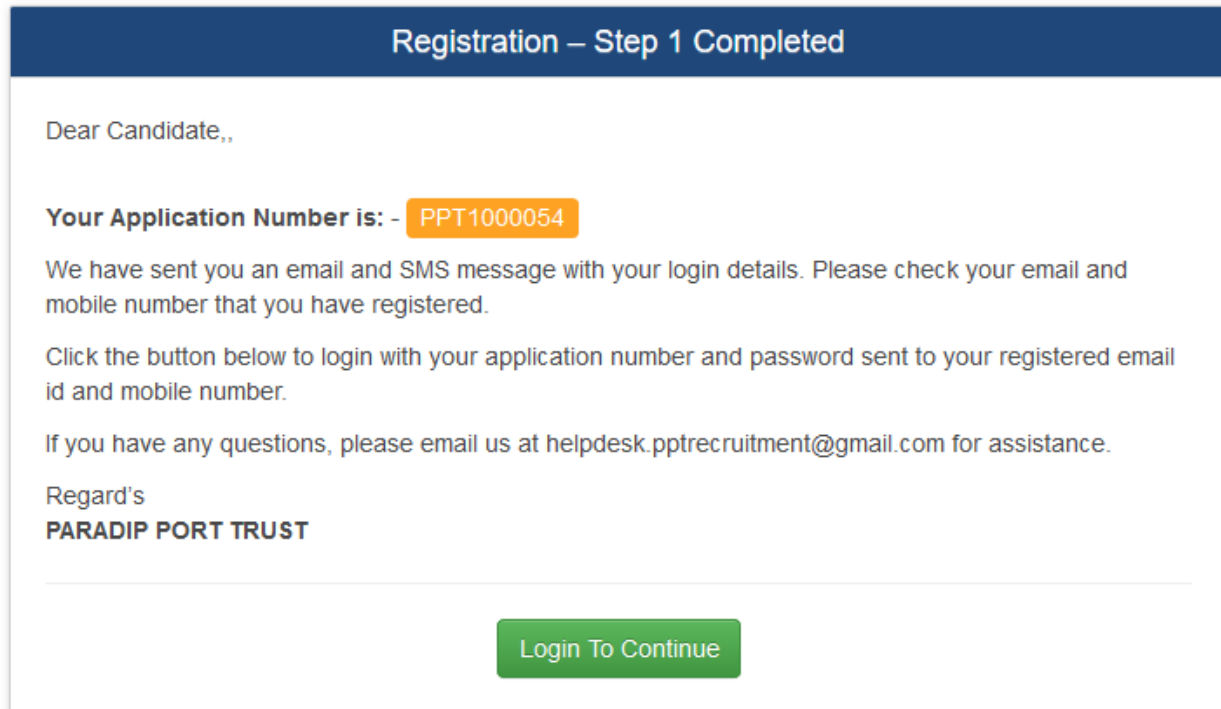 Registration – Step 1 Completed
Dear Candidate,,
Your Application Number is: - PPT1000054
We have sent you an email and SMS message with your login details. Please check your email and
mobile number that you have registered.
Click the button below to login with your application number and password sent to your registered email
id and mobile number.
If you have any questions, please email us at helpdesk.pptrecruitment@gmail.com for assistance.
Regard’s
PARADIP PORT TRUST
Login To Continue